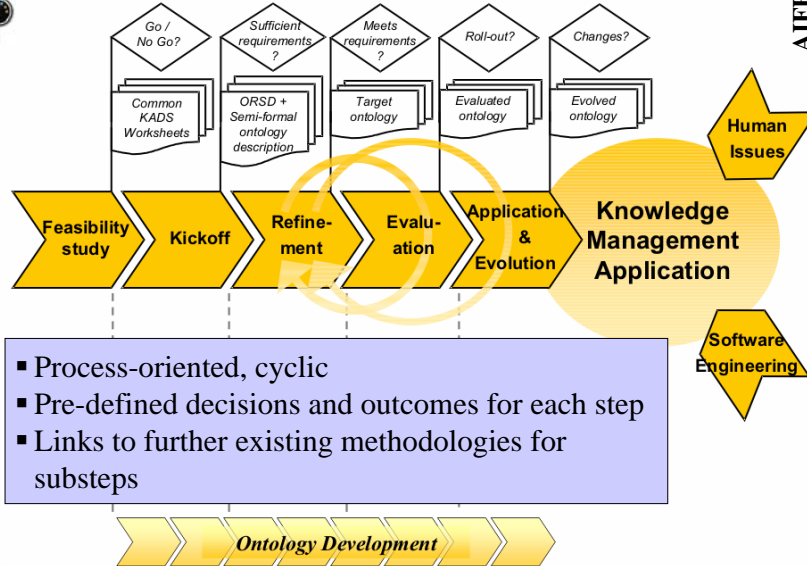 Go /
No Go?
Sufficient
requirements
?
Meets
requirements
?
Roll-out?
Changes?
Common
KADS
Worksheets
ORSD +
Semi-formal
ontology
description
Target
ontology
Evaluated
ontology
Evolved
ontology
Human
Issues
Feasibility
study
Kickoff
Refine-
ment
Evalu-
ation
Application
&
Evolution
Knowledge
Management
Application
Software
Engineering
▪ Process-oriented, cyclic
▪ Pre-defined decisions and outcomes for each step
▪ Links to further existing methodologies for
substeps
Ontology Development